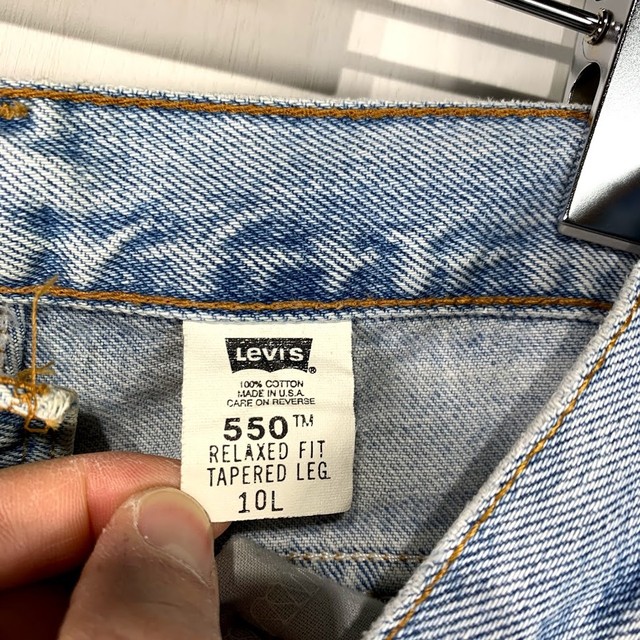 Levi's®
100% COTTON
MADE IN U.S.A.
CARE ON REVERSE
550™
RELAXED FIT
TAPERED LEG
10L